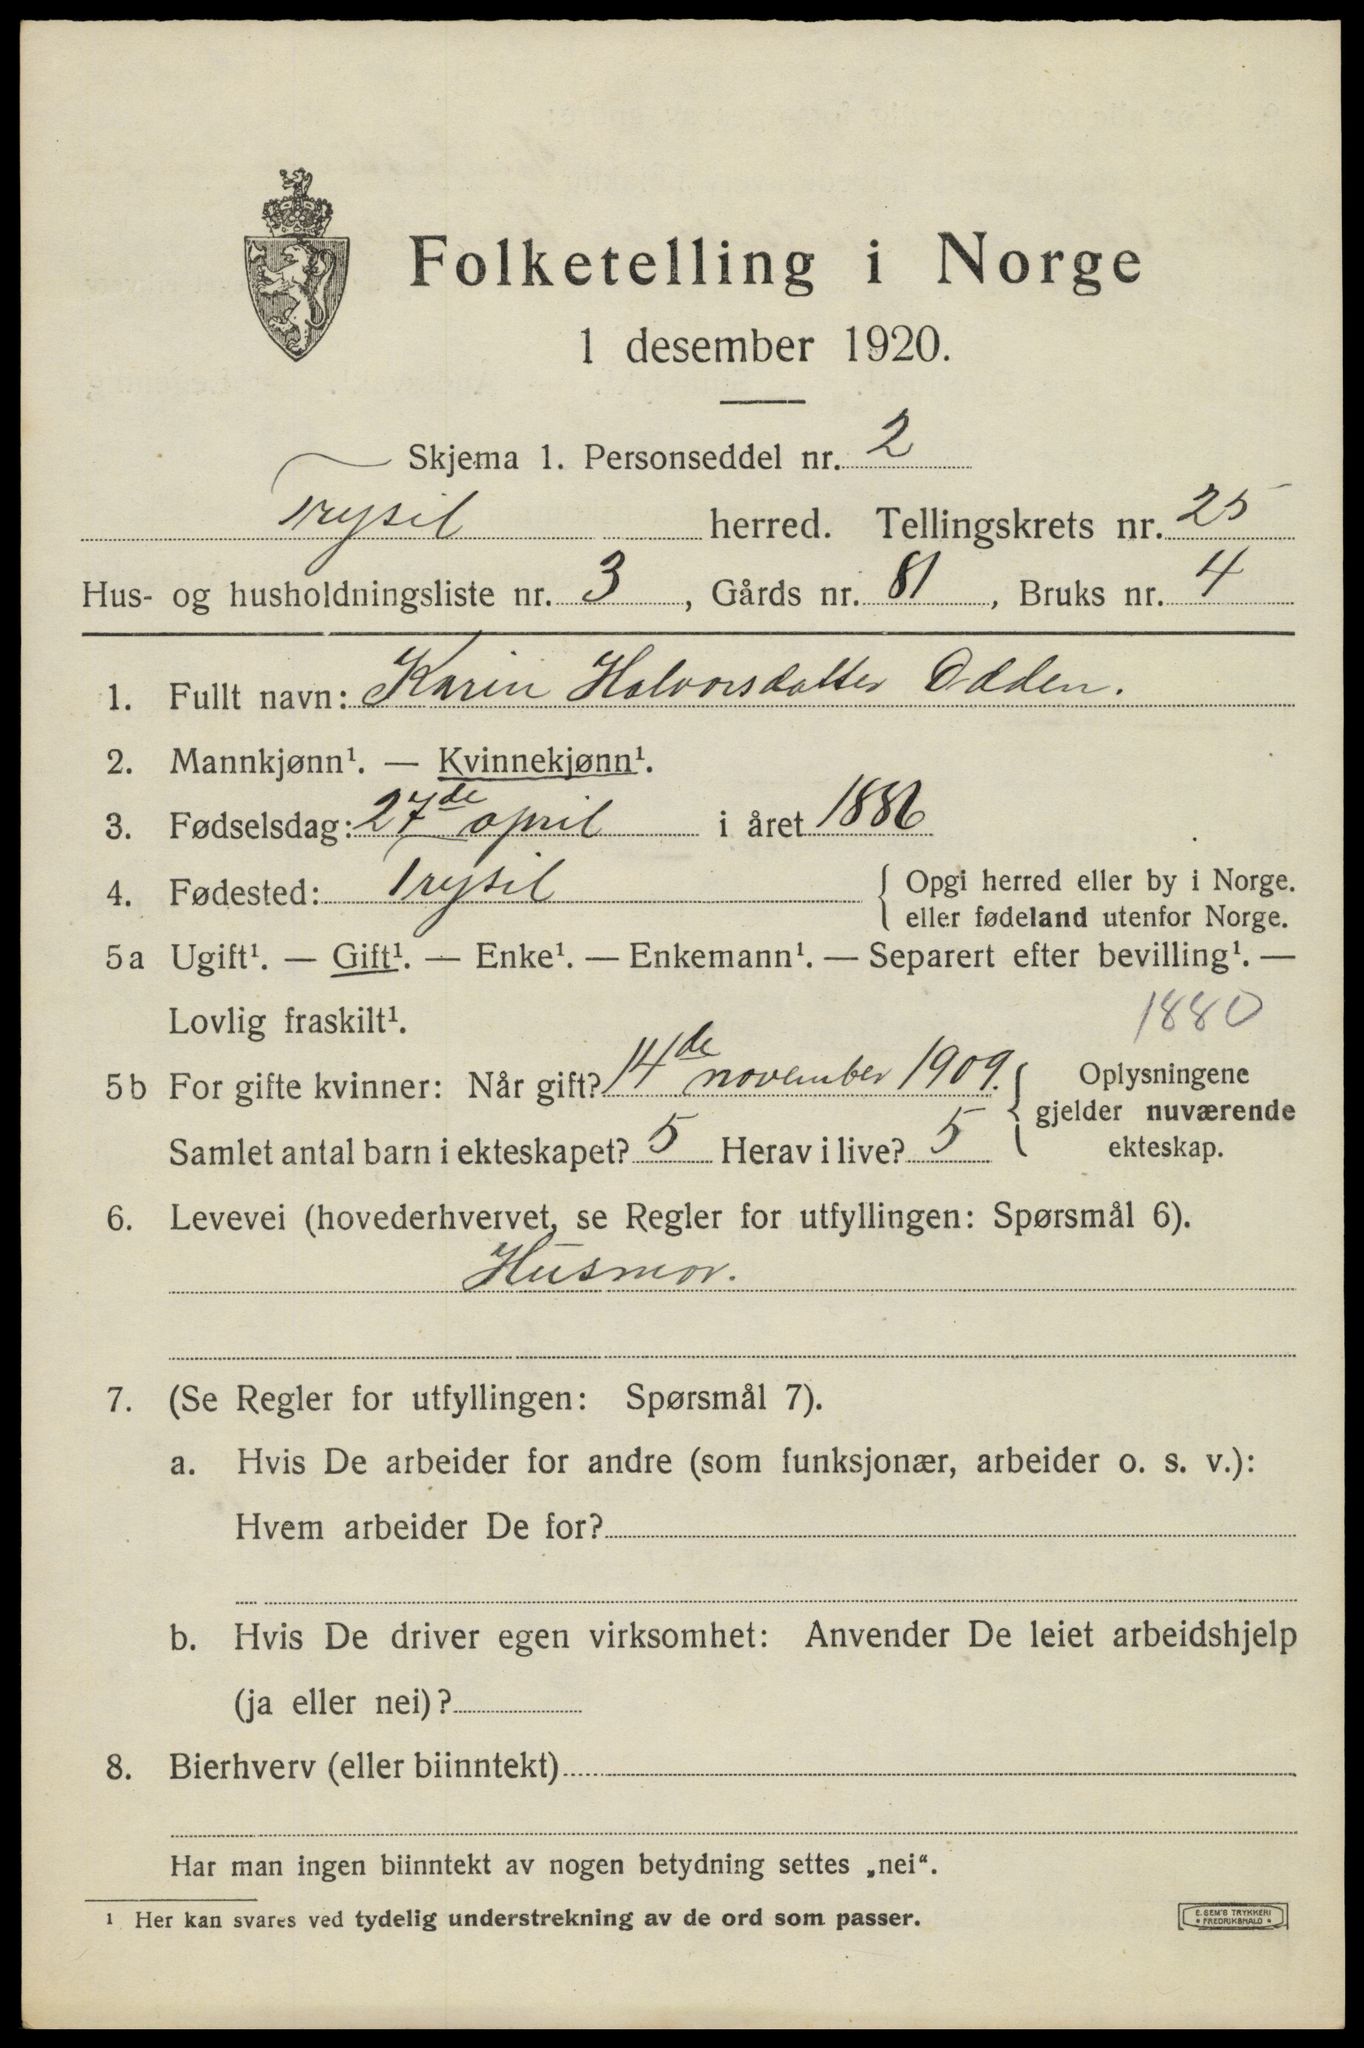 Folketelling i Norge
1 desember 1920.
Skjema 1. Personseddel nr. 2
Trysil herred. Tellingskrets nr. 25
Hus- og husholdningsliste nr. 3, Gårds nr. 81, Bruks nr. 4
1. Fullt navn: Karin Halvorsdatter Odden.
2. Mannkjønn¹. — Kvinnekjønn¹.
3. Fødselsdag: 27de april i året 1886
4. Fødested: Trysil { Opgi herred eller by i Norge.
eller fødeland utenfor Norge.
5a Ugift¹. — Gift¹. — Enke¹. — Enkemann¹. — Separert efter bevilling¹. —
Lovlig fraskilt¹. 1880
5b For gifte kvinner: Når gift? 14de november 1909. { Oplysningene
gjelder nuværende
Samlet antal barn i ekteskapet? 5 Herav i live? 5 ekteskap.
6. Levevei (hovederhvervet, se Regler for utfyllingen: Spørsmål 6).
Husmor.
7. (Se Regler for utfyllingen: Spørsmål 7).
a. Hvis De arbeider for andre (som funksjonær, arbeider o. s. v.):
Hvem arbeider De for?
b. Hvis De driver egen virksomhet: Anvender De leiet arbeidshjelp
(ja eller nei)?
8. Bierhverv (eller biinntekt)
Har man ingen biinntekt av nogen betydning settes „nei“.
¹ Her kan svares ved tydelig understrekning av de ord som passer.
E. SEM'S TRYKKERI
* FREDRIKSHALD *